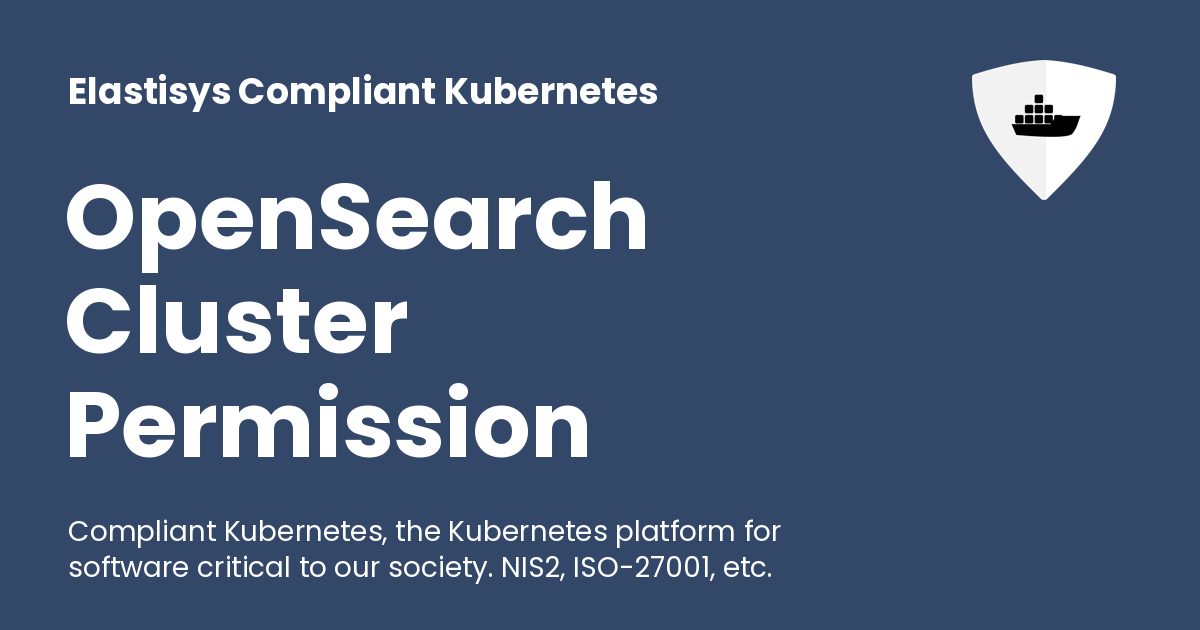 Elastisys Compliant Kubernetes
OpenSearch
Cluster
Permission
Compliant Kubernetes, the Kubernetes platform for
software critical to our society. NIS2, ISO-27001, etc.